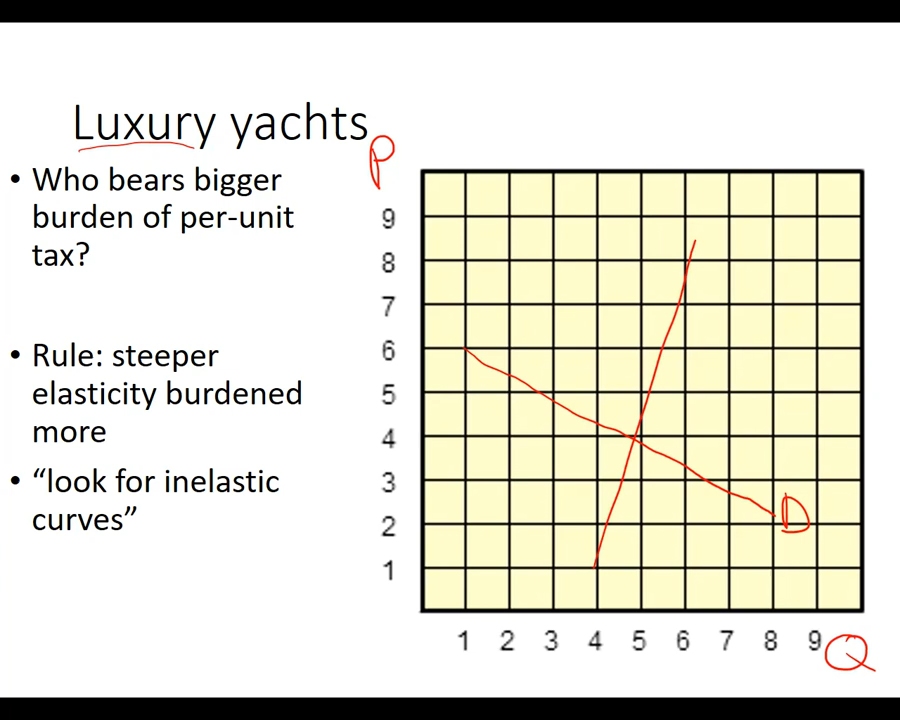 Luxury yachts
• Who bears bigger
burden of per-unit
tax?
• Rule: steeper
elasticity burdened
more
• “look for inelastic
curves”
P
9
8
7
6
5
4
3
2
1
D
1 2 3 4 5 6 7 8 9 Q